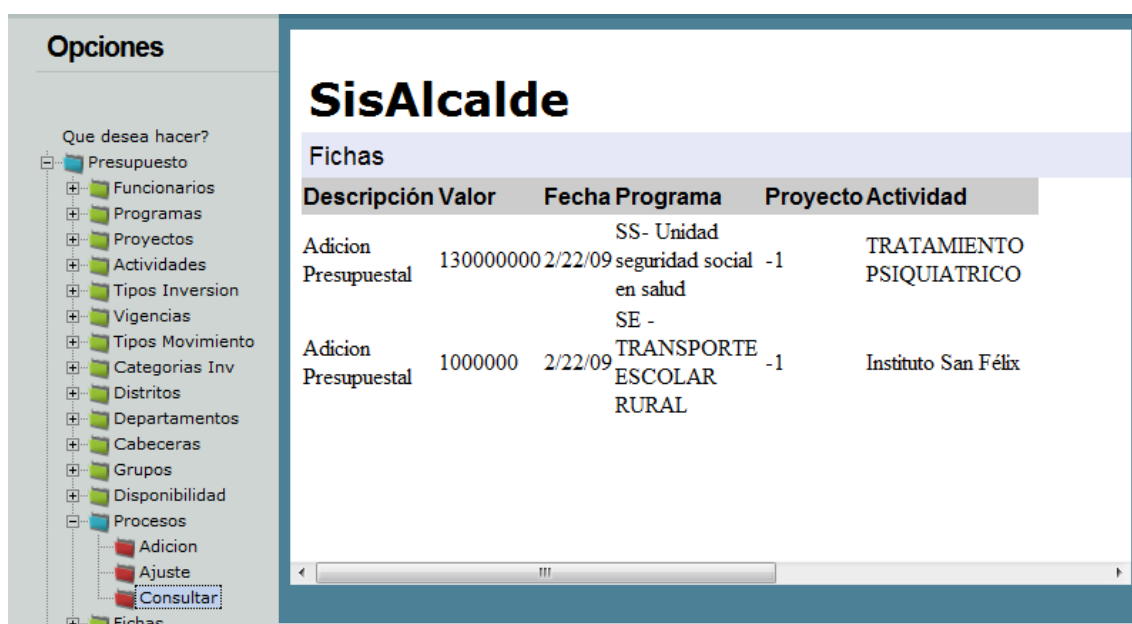 Opciones
Que desea hacer?
Presupuesto
Funcionarios
Programas
Proyectos
Actividades
Tipos Inversion
Vigencias
Tipos Movimiento
Categorias Inv
Distritos
Departamentos
Cabeceras
Grupos
Disponibilidad
Procesos
Adicion
Ajuste
Consultar
Fichas
SisAlcalde
Fichas
Descripción Valor Fecha Programa Proyecto Actividad
SS- Unidad
Adicion TRATAMIENTO
130000000 2/22/09 seguridad social -1
Presupuestal PSIQUIATRICO
en salud
SE -
Adicion TRANSPORTE
1000000 2/22/09 -1 Instituto San Félix
Presupuestal ESCOLAR
RURAL